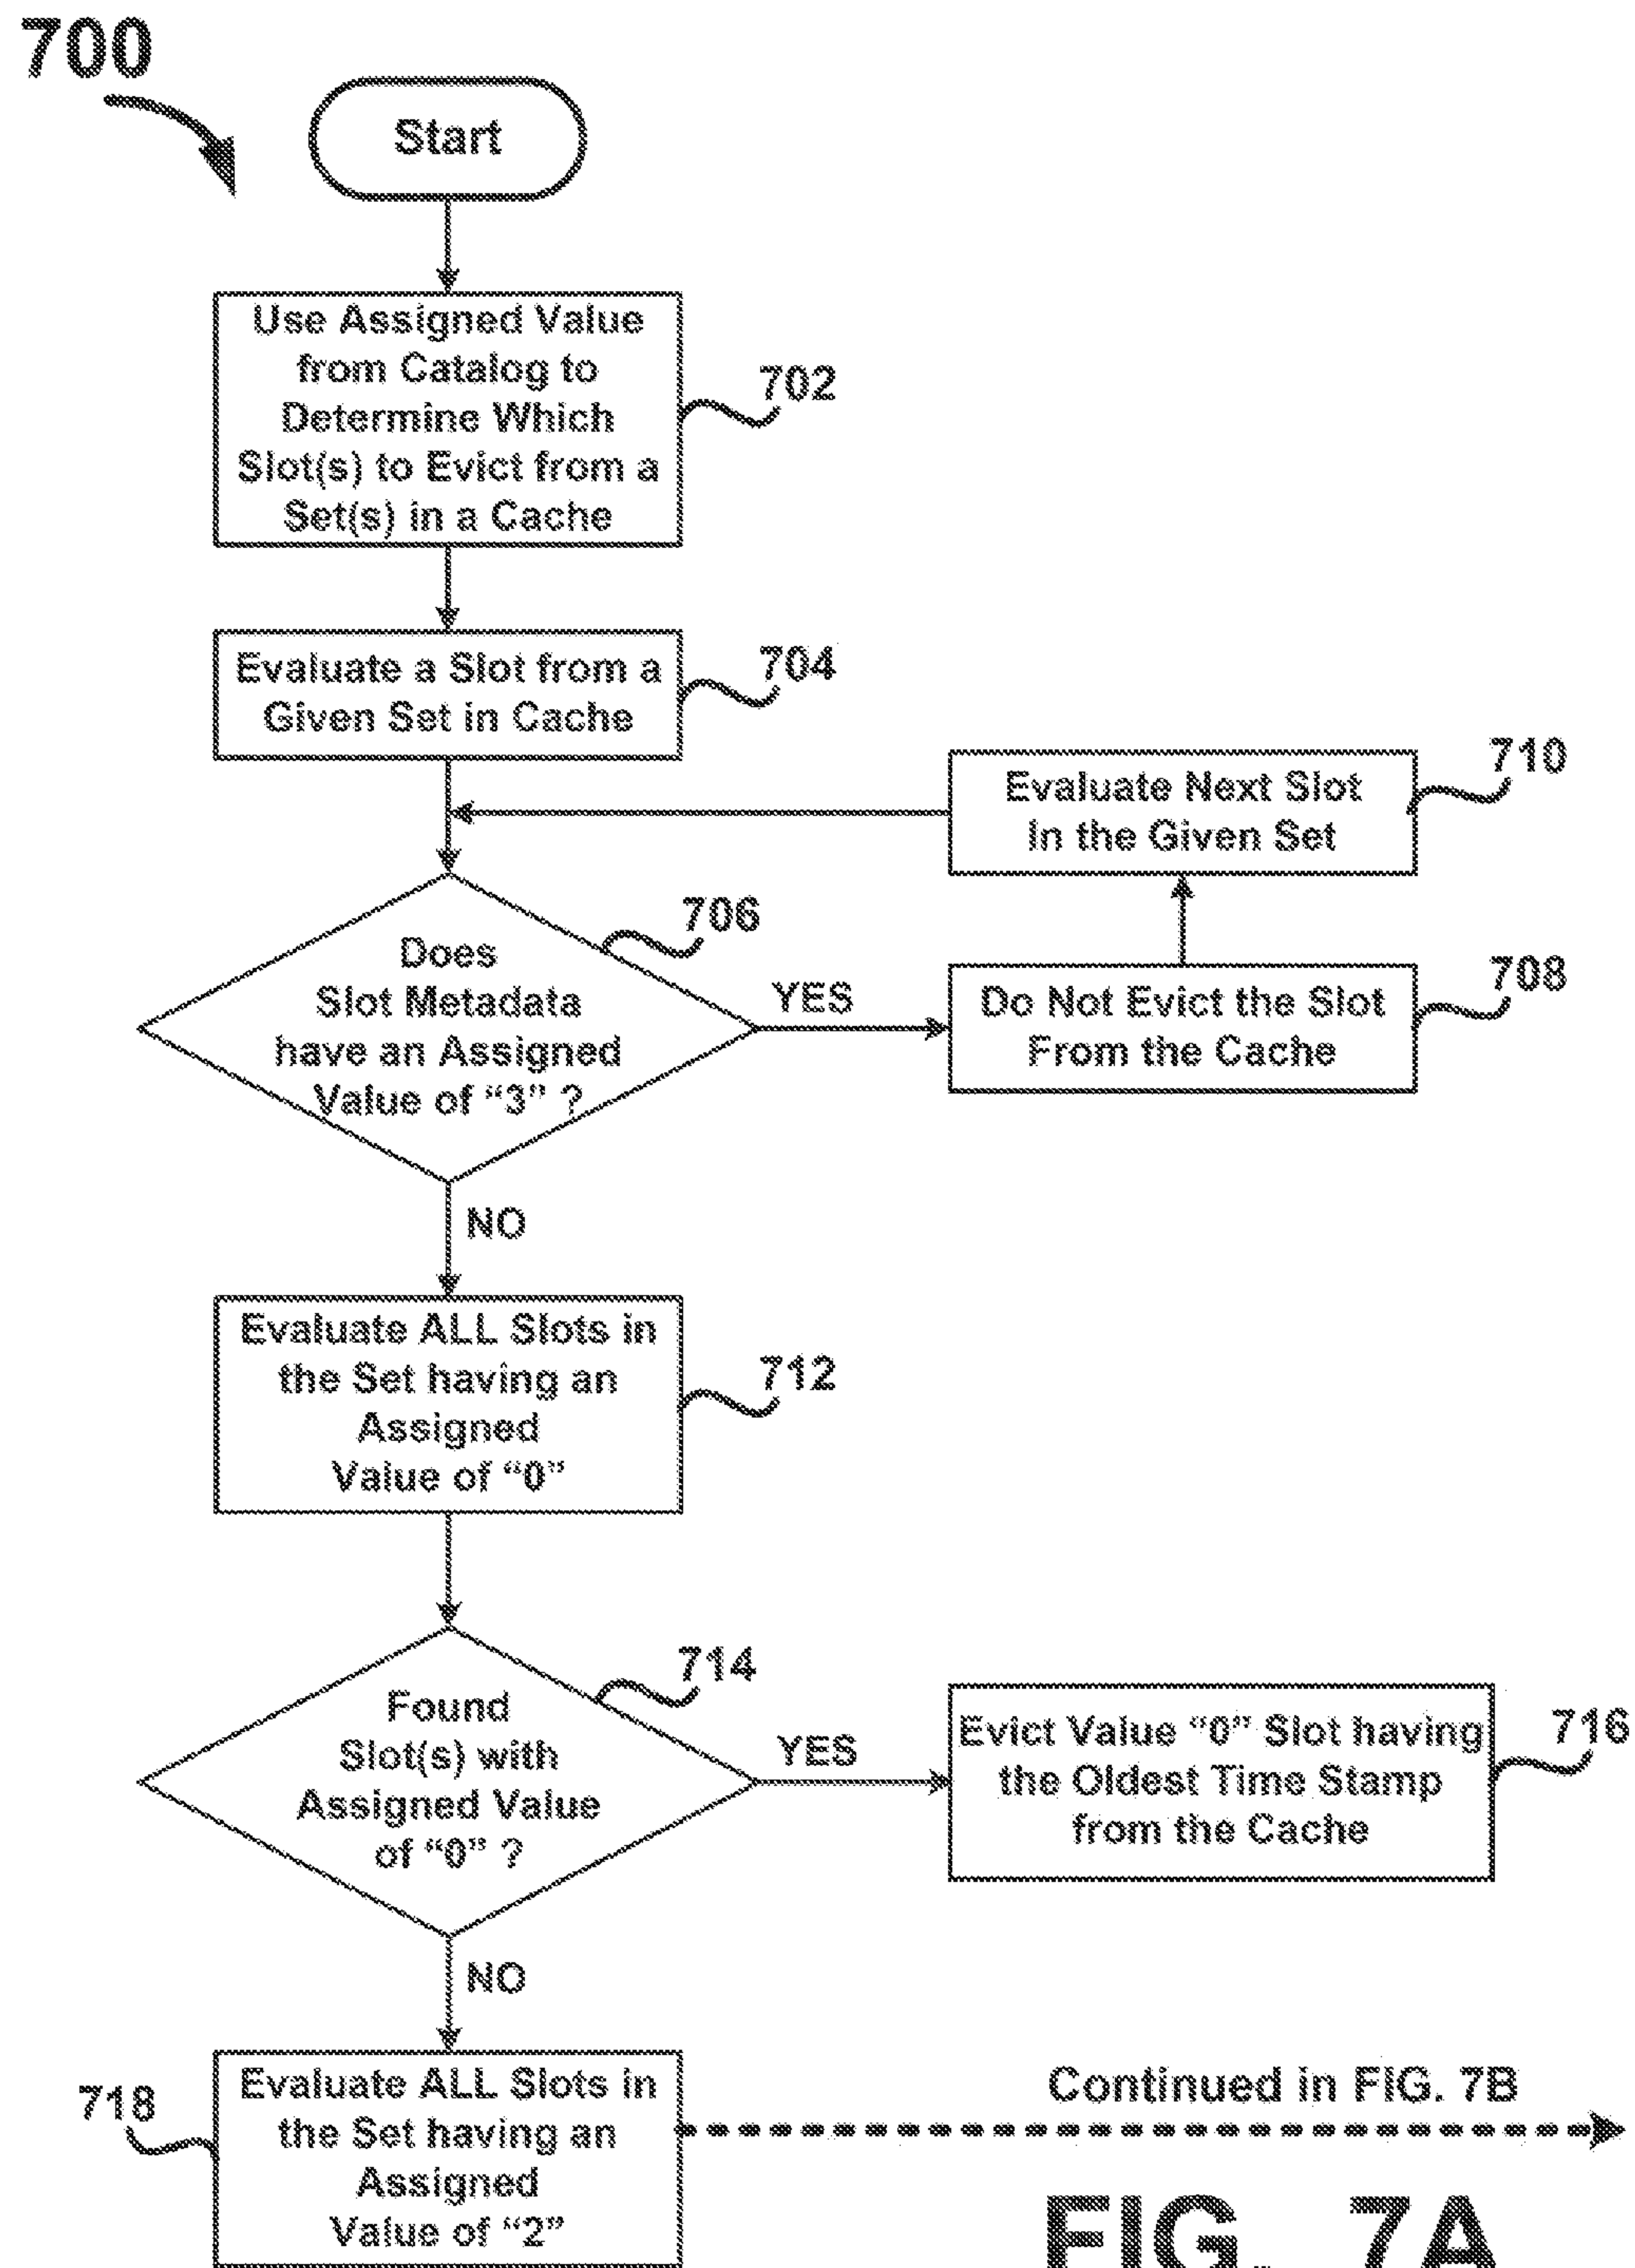 700
Start
Use Assigned Value
from Catalog to
Determine Which
Slot(s) to Evict from a
Set(s) in a Cache
702
Evaluate a Slot from a
Given Set in Cache
704
Evaluate Next Slot
In the Given Set
710
Does
Slot Metadata
have an Assigned
Value of “3” ?
706
YES
Do Not Evict the Slot
From the Cache
708
NO
Evaluate ALL Slots in
the Set having an
Assigned
Value of “0”
712
Found
Slot(s) with
Assigned Value
of “0” ?
714
YES
Evict Value “0” Slot having
the Oldest Time Stamp
from the Cache
716
NO
718
Evaluate ALL Slots in
the Set having an
Assigned
Value of “2”
Continued in FIG. 7B
FIG. 7A